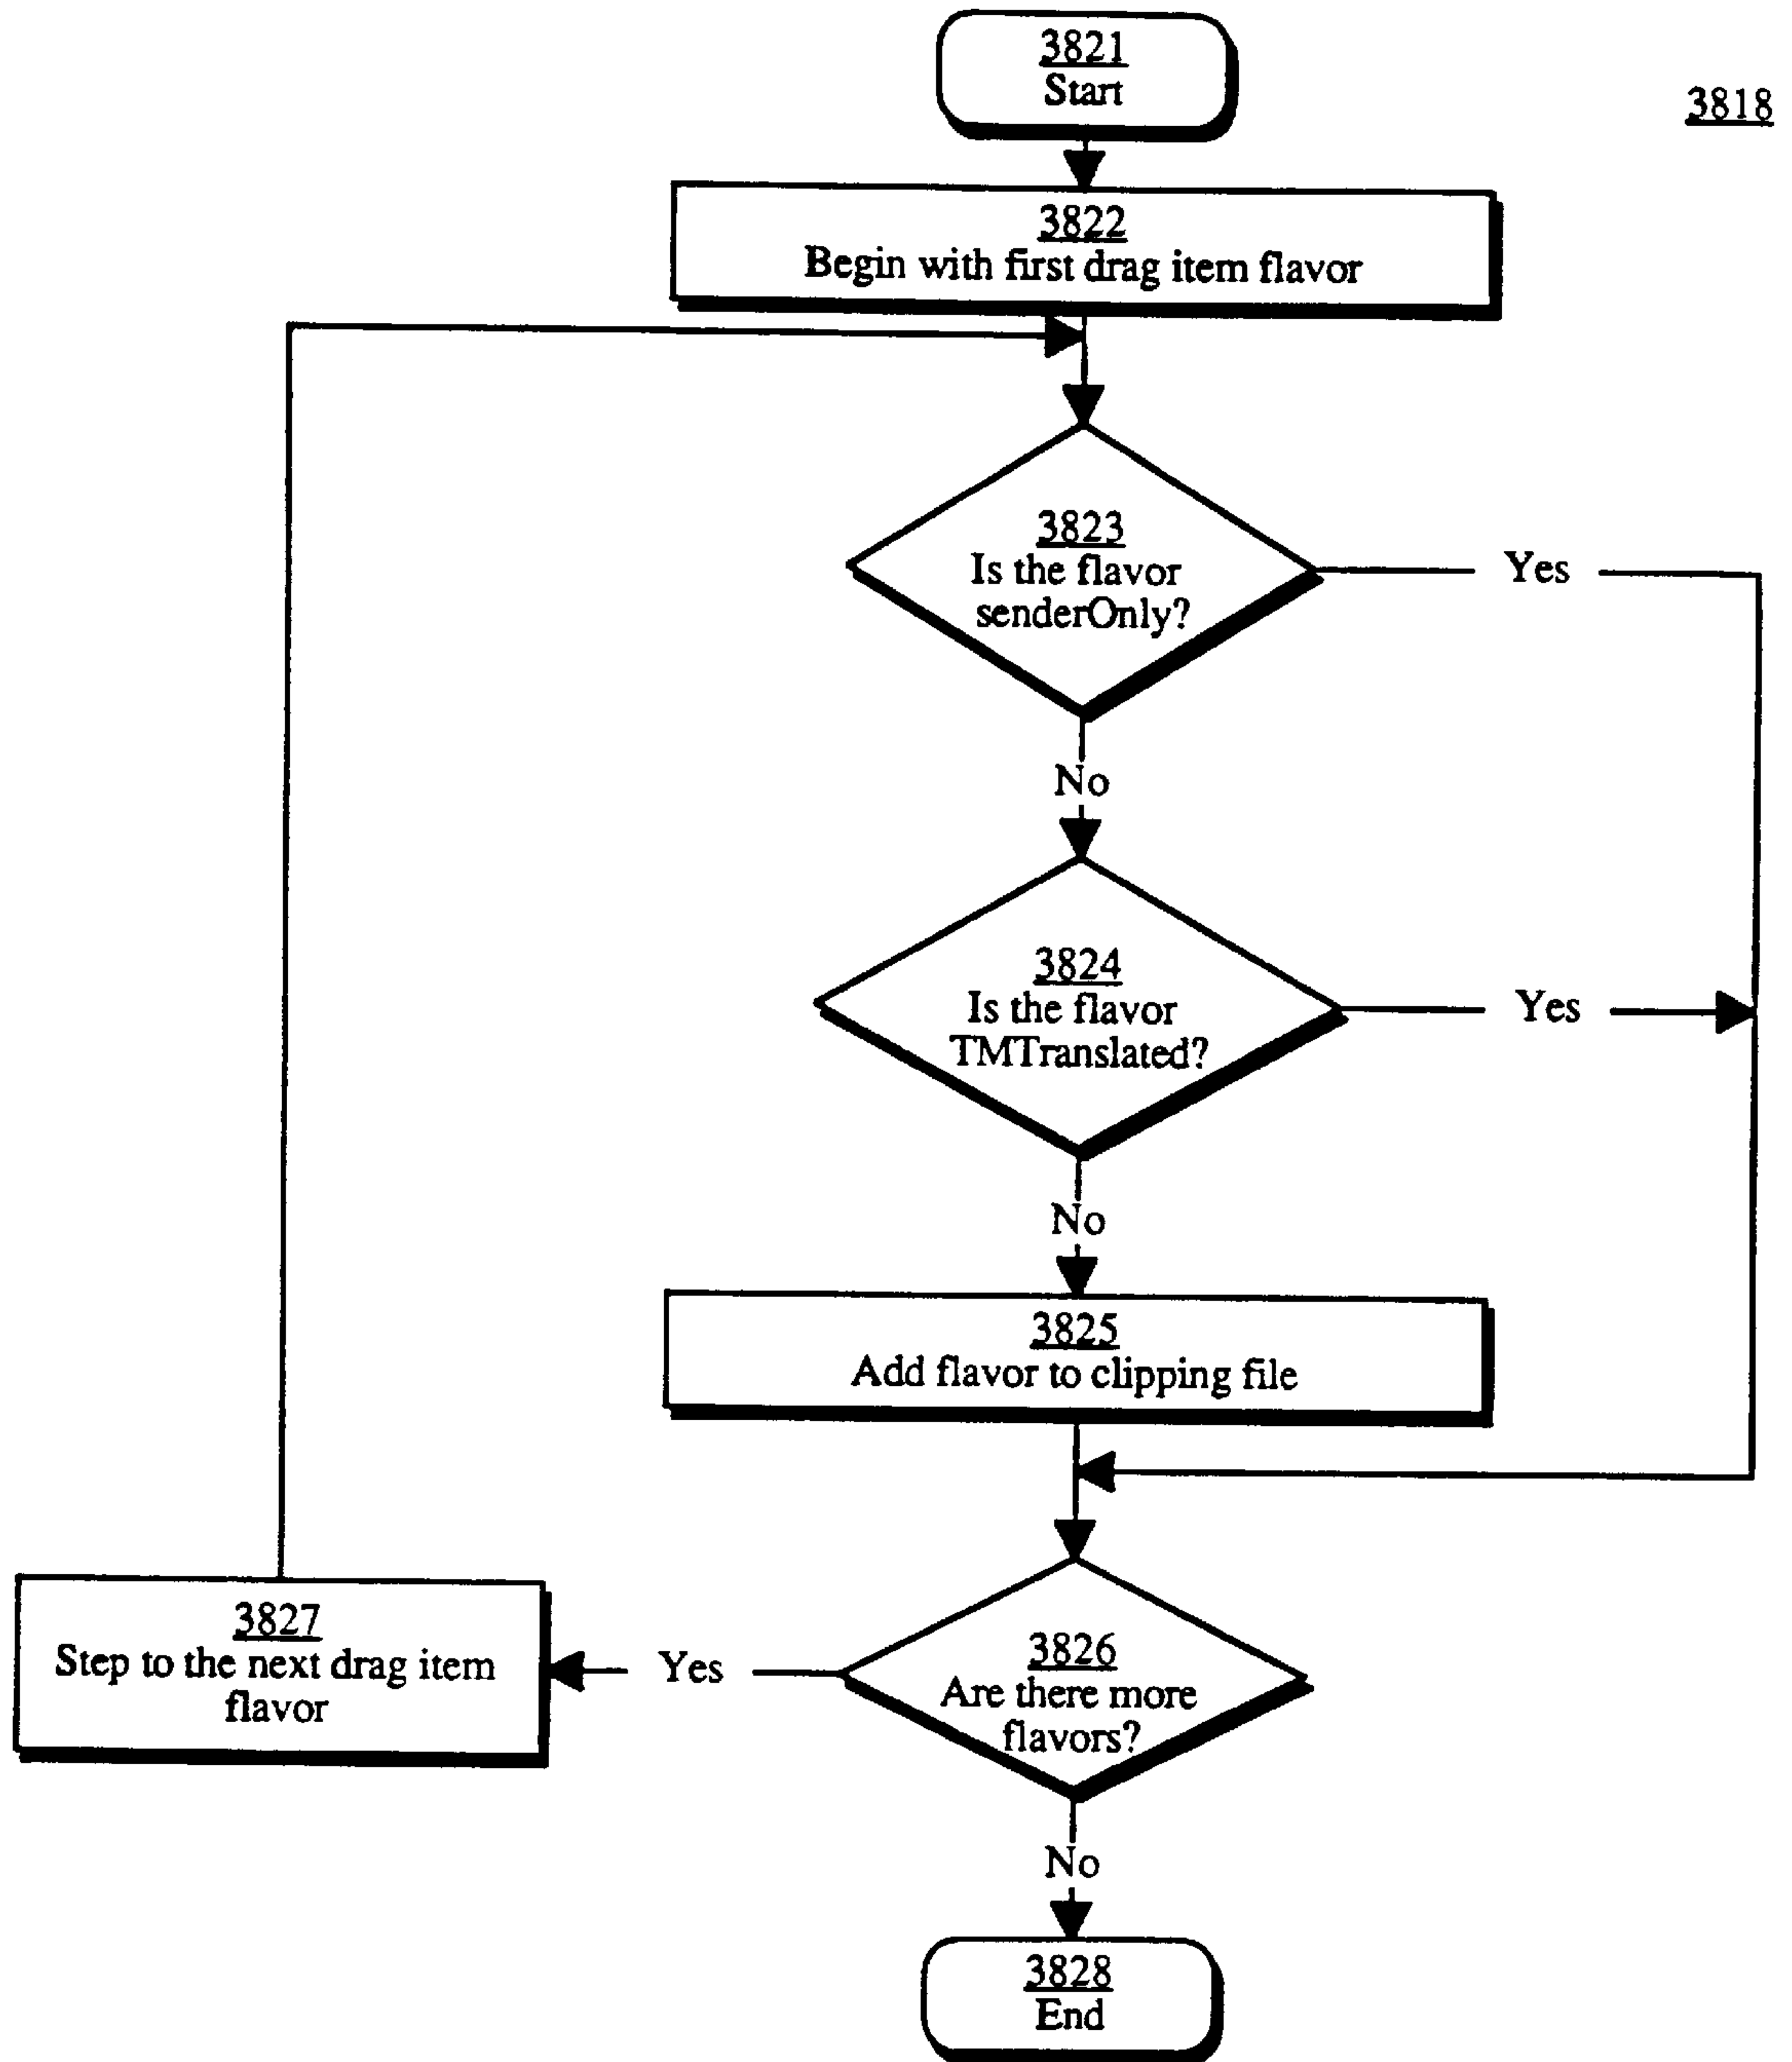 3821
Start
3818
3822
Begin with first drag item flavor
3823
Is the flavor
senderOnly?
Yes
No
3824
Is the flavor
TMTranslated?
Yes
No
3825
Add flavor to clipping file
3827
Step to the next drag item
flavor
Yes
3826
Are there more
flavors?
No
3828
End